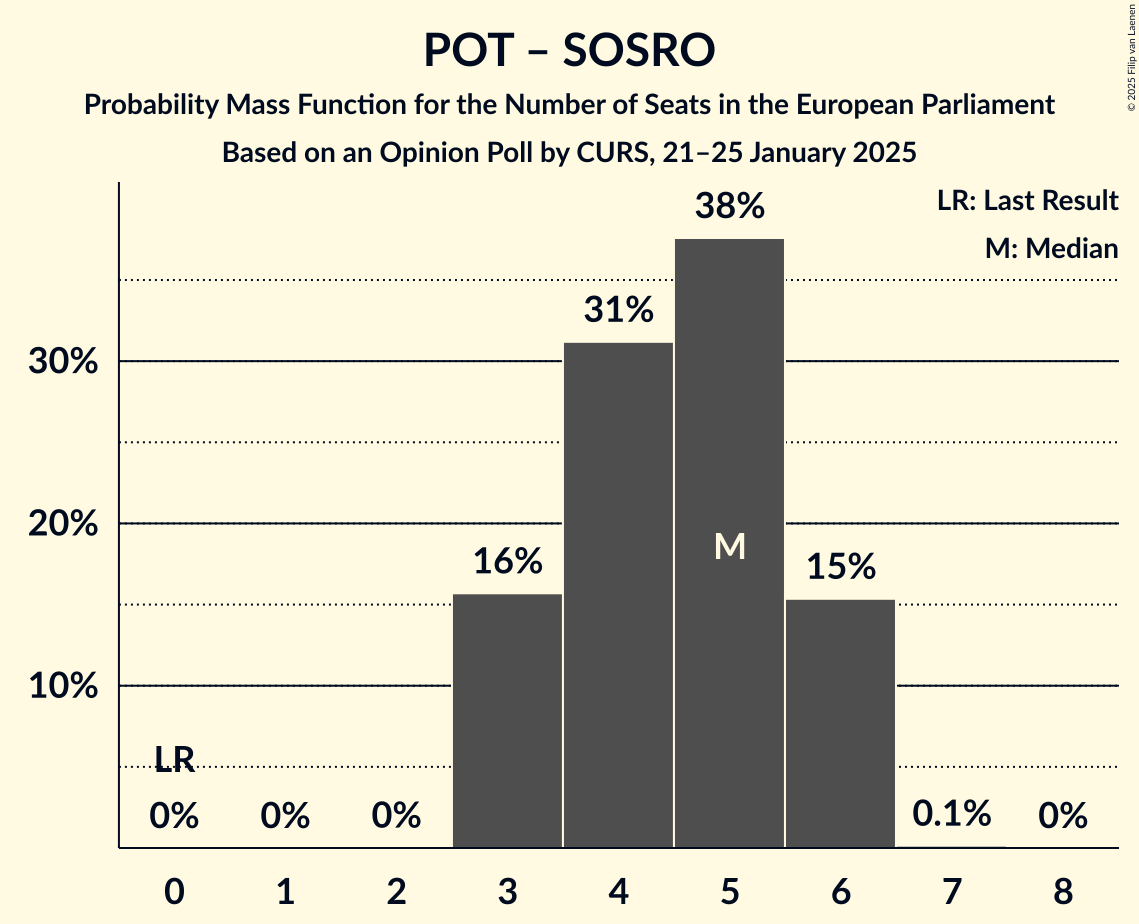 POT – SOSRO
Probability Mass Function for the Number of Seats in the European Parliament
Based on an Opinion Poll by CURS, 21–25 January 2025
© 2025 Filip van Laenen
LR: Last Result
M: Median
38%
31%
30%
20%
16%
M
15%
10%
LR
0%
0%
0%
0.1%
0%
0
1
2
3
4
5
6
7
8